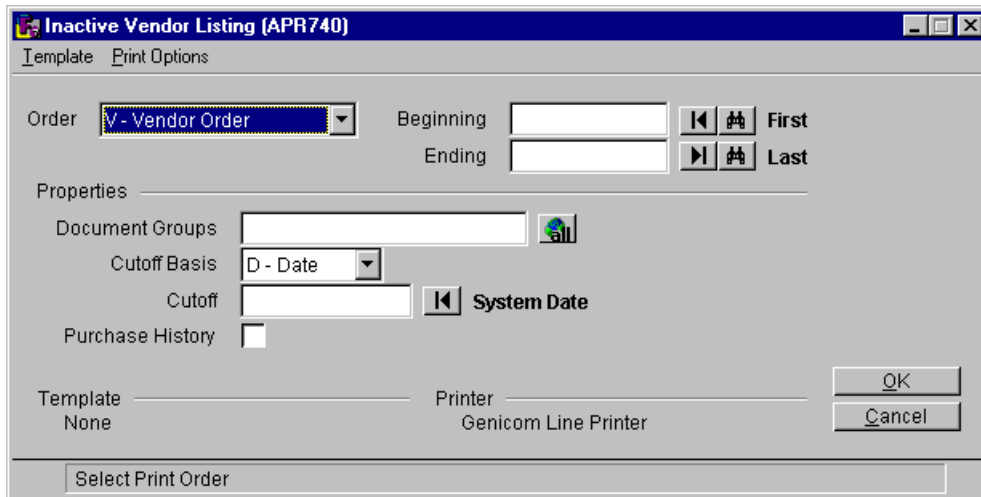 Inactive Vendor Listing (APR740)
Template Print Options
Order V - Vendor Order Beginning First
Ending Last
Properties
Document Groups all
Cutoff Basis D - Date
Cutoff System Date
Purchase History
OK
Template Printer
None Genicom Line Printer
Cancel
Select Print Order